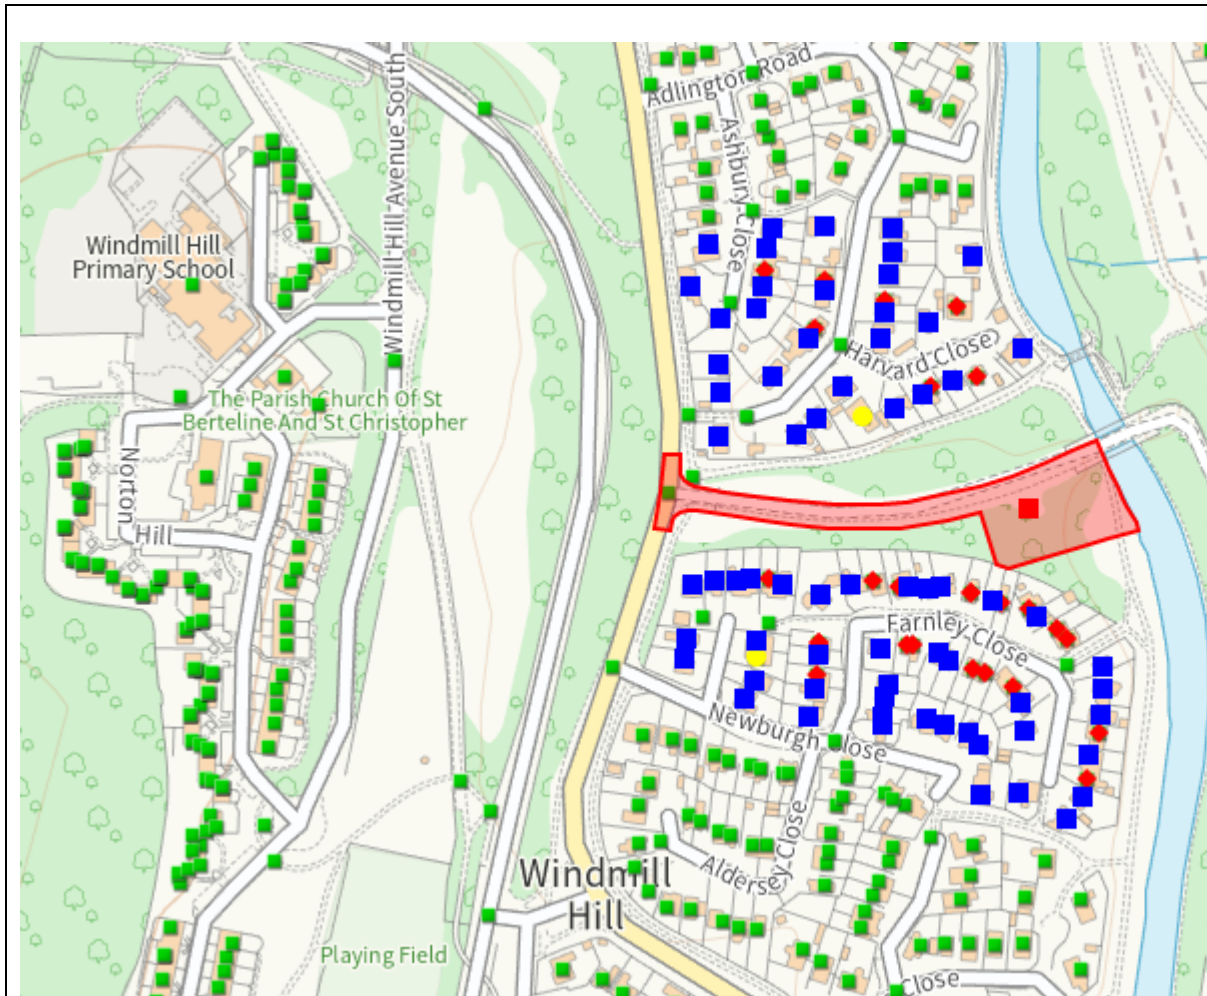 Adlington Road
Ashbury Close
Windmill Hill Avenue South
Windmill Hill
Primary School
Harvard Close
The Parish Church Of St
Berteline And St Christopher
Norton
Hill
Farnley Close
Newburgh Close
Aldersey Close
Windmill
Hill
Playing Field
Close